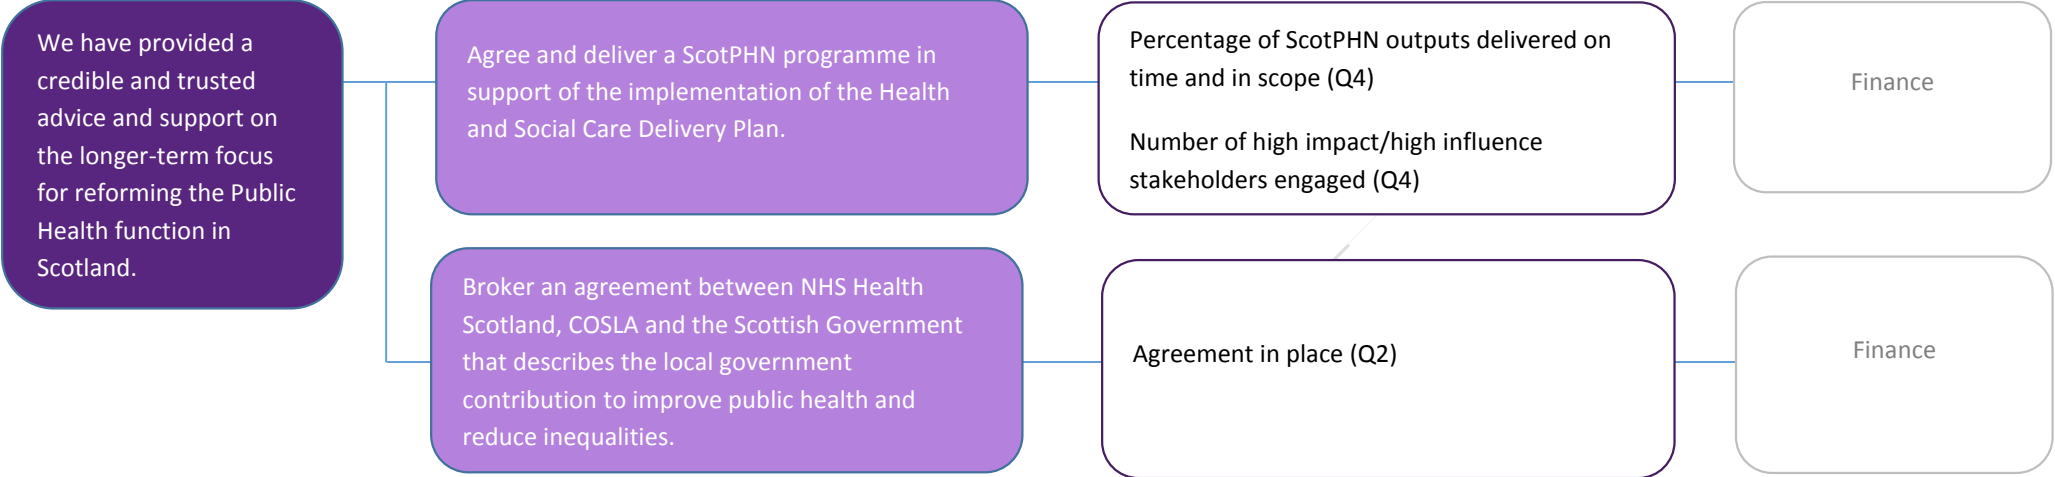 We have provided a
credible and trusted
advice and support on
the longer-term focus
for reforming the Public
Health function in
Scotland.
Agree and deliver a ScotPHN programme in
support of the implementation of the Health
and Social Care Delivery Plan.
Percentage of ScotPHN outputs delivered on
time and in scope (Q4)
Number of high impact/high influence
stakeholders engaged (Q4)
Finance
Broker an agreement between NHS Health
Scotland, COSLA and the Scottish Government
that describes the local government
contribution to improve public health and
reduce inequalities.
Agreement in place (Q2)
Finance